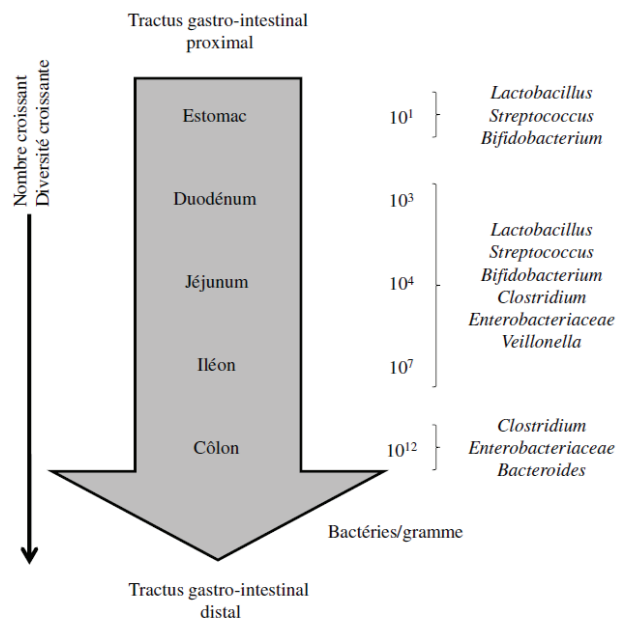 Tractus gastro-intestinal
proximal
Nombre croissant
Diversité croissante
Estomac
10¹
Lactobacillus
Streptococcus
Bifidobacterium
Duodénum
10³
Jéjunum
10⁴
Iléon
10⁷
Lactobacillus
Streptococcus
Bifidobacterium
Clostridium
Enterobacteriaceae
Veillonella
Côlon
10¹²
Clostridium
Enterobacteriaceae
Bacteroides
Bactéries/gramme
Tractus gastro-intestinal
distal